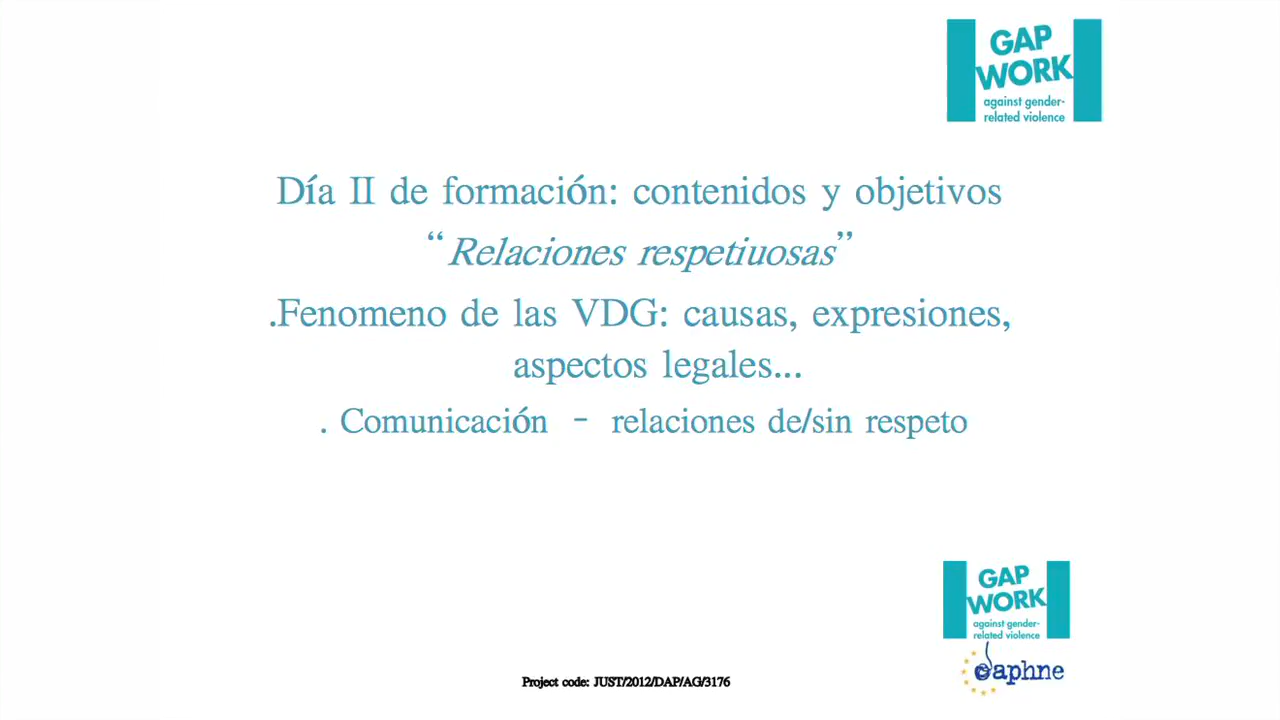 GAP
WORK
against gender-
related violence
Día II de formación: contenidos y objetivos
“Relaciones respetiuosas”
.Fenomeno de las VDG: causas, expresiones,
aspectos legales...
. Comunicación – relaciones de/sin respeto
GAP
WORK
against gender-
related violence
daphne
Project code: JUST/2012/DAP/AG/3176